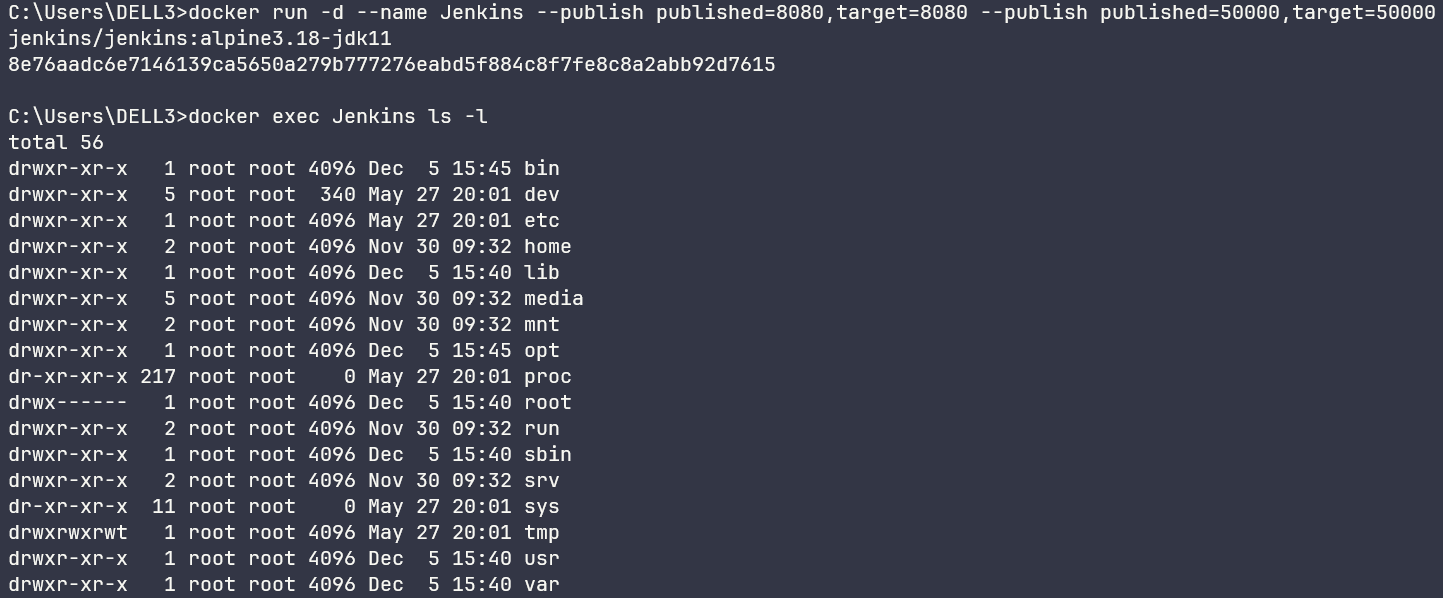 C:\Users\DELL3>docker run -d --name Jenkins --publish published=8080,target=8080 --publish published=50000,target=50000
jenkins/jenkins:alpine3.18-jdk11
8e76aadc6e7146139ca5650a279b777276eabd5f884c8f7fe8c8a2abb92d7615

C:\Users\DELL3>docker exec Jenkins ls -l
total 56
drwxr-xr-x   1 root root 4096 Dec  5 15:45 bin
drwxr-xr-x   5 root root  340 May 27 20:01 dev
drwxr-xr-x   1 root root 4096 May 27 20:01 etc
drwxr-xr-x   2 root root 4096 Nov 30 09:32 home
drwxr-xr-x   1 root root 4096 Dec  5 15:40 lib
drwxr-xr-x   5 root root 4096 Nov 30 09:32 media
drwxr-xr-x   2 root root 4096 Nov 30 09:32 mnt
drwxr-xr-x   1 root root 4096 Dec  5 15:45 opt
dr-xr-xr-x 217 root root    0 May 27 20:01 proc
drwx------   1 root root 4096 Dec  5 15:40 root
drwxr-xr-x   2 root root 4096 Nov 30 09:32 run
drwxr-xr-x   1 root root 4096 Dec  5 15:40 sbin
drwxr-xr-x   2 root root 4096 Nov 30 09:32 srv
dr-xr-xr-x  11 root root    0 May 27 20:01 sys
drwxrwxrwt   1 root root 4096 May 27 20:01 tmp
drwxr-xr-x   1 root root 4096 Dec  5 15:40 usr
drwxr-xr-x   1 root root 4096 Dec  5 15:40 var